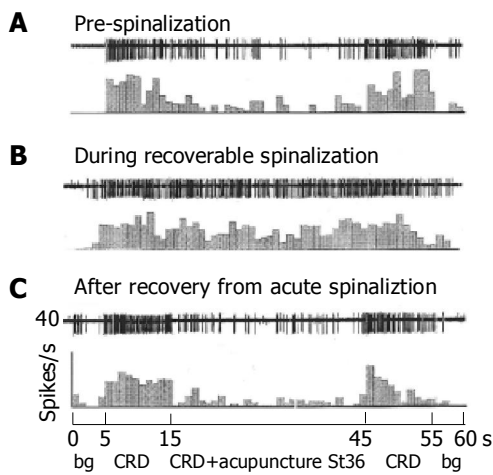 A Pre-spinalization
B During recoverable spinalization
C After recovery from acute spinaliztion
40
Spikes/s
0 5 15 45 55 60 s
bg CRD CRD+acupuncture St36 CRD bg